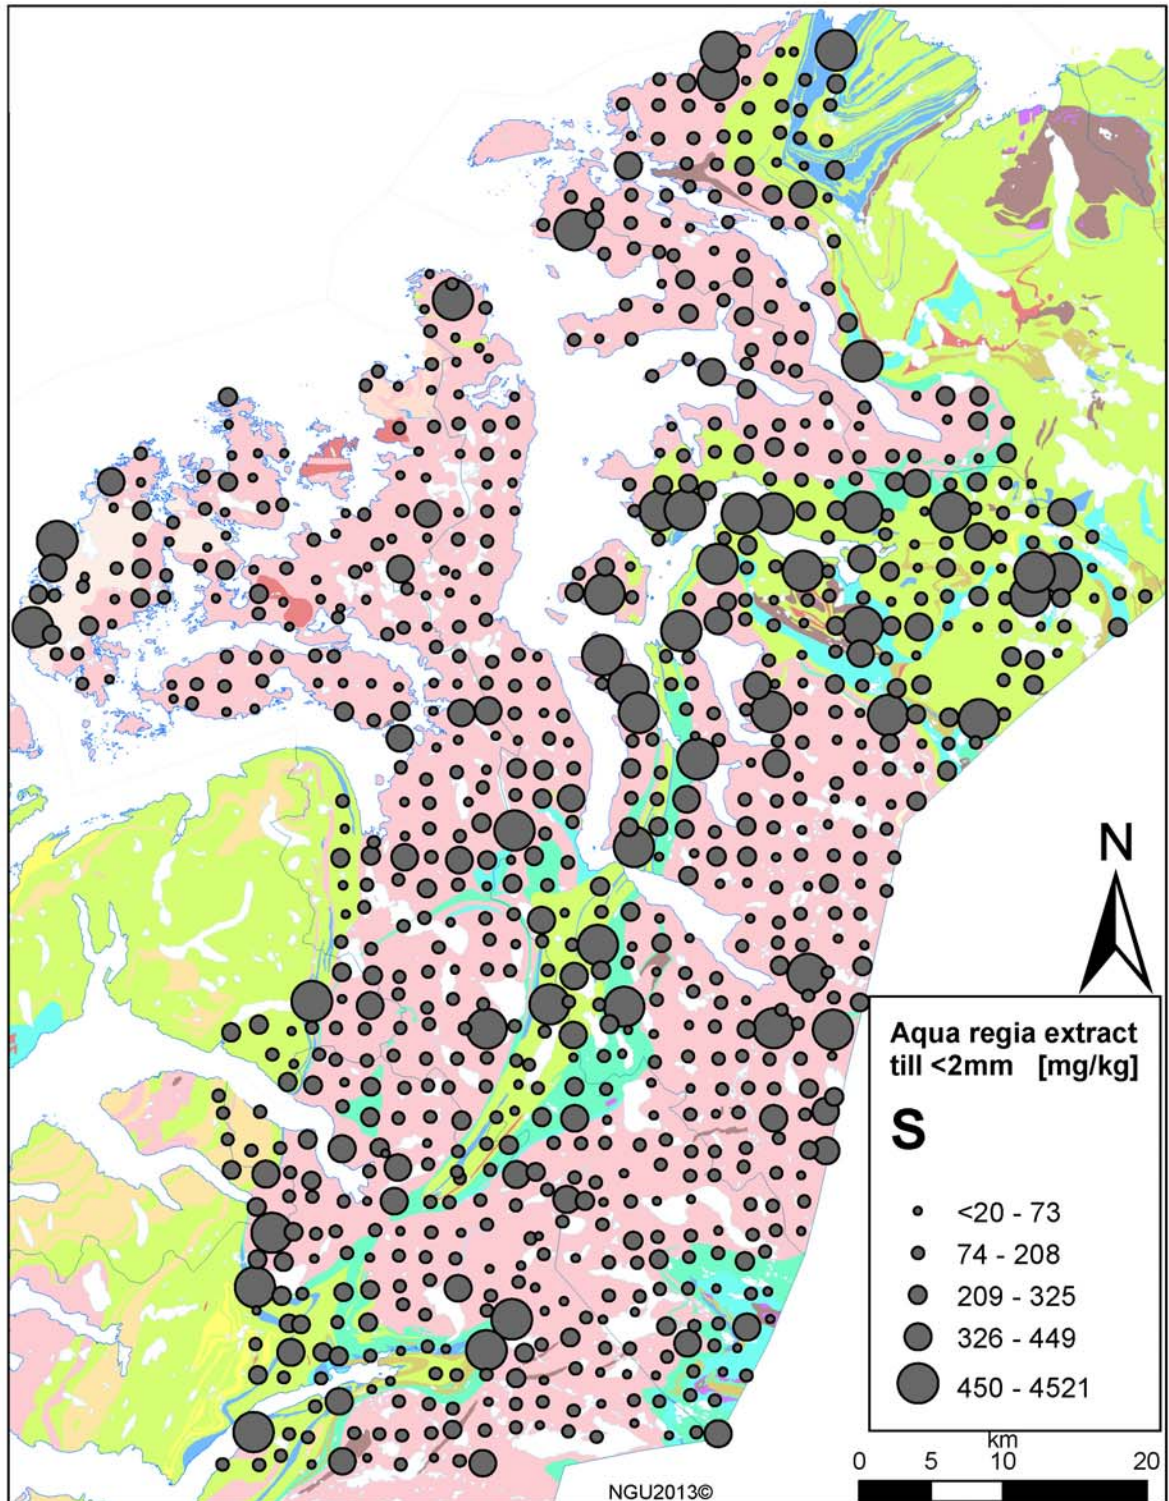 N
Aqua regia extract
till <2mm [mg/kg]
S
<20 - 73
74 - 208
209 - 325
326 - 449
450 - 4521
km
0 5 10 20
NGU2013©